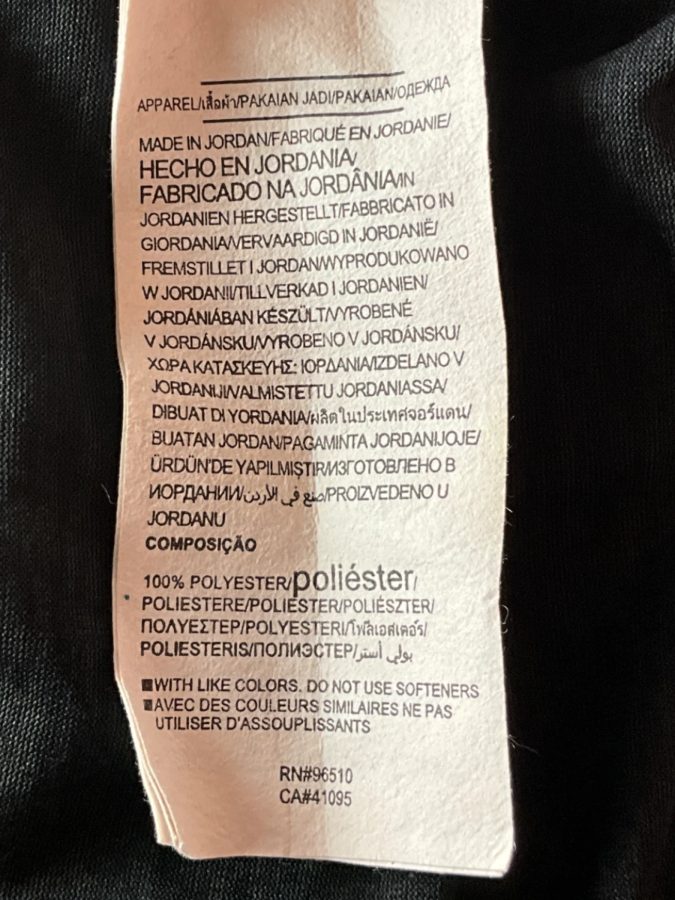 APPAREL/เสื้อผ้า/PAKAIAN JADI/PAKAIAN/ОДЕЖДА
MADE IN JORDAN/FABRIQUÉ EN JORDANIE/
HECHO EN JORDANIA/
FABRICADO NA JORDÂNIA/IN
JORDANIEN HERGESTELLT/FABBRICATO IN
GIORDANIA/VERVAARDIGD IN JORDANIË/
FREMSTILLET I JORDAN/WYPRODUKOWANO
W JORDANII/TILLVERKAD I JORDANIEN/
JORDÁNIÁBAN KÉSZÜLT/VYROBENÉ
V JORDÁNSKU/VYROBENO V JORDÁNSKU/
ΧΩΡΑ ΚΑΤΑΣΚΕΥΗΣ: ΙΟΡΔΑΝΙΑ/IZDELANO V
JORDANIJI/VALMISTETTU JORDANIASSA/
DIBUAT DI YORDANIA/ผลิตในประเทศจอร์แดน/
BUATAN JORDAN/PAGAMINTA JORDANIJOJE/
ÜRDÜN'DE YAPILMIŞTIR/ИЗГОТОВЛЕНО В
ИОРДАНИИ/صنع في الأردن/PROIZVEDENO U
JORDANU
COMPOSIÇÃO
100% POLYESTER/poliéster/
POLIESTERE/POLIESTER/POLIÉSZTER/
ΠΟΛΥΕΣΤΕΡ/POLYESTERI/โพลีเอสเตอร์/
POLIESTERIS/ПОЛИЭСТЕР/بولي أستر
■WITH LIKE COLORS. DO NOT USE SOFTENERS
■AVEC DES COULEURS SIMILAIRES NE PAS
UTILISER D'ASSOUPLISSANTS
RN#96510
CA#41095